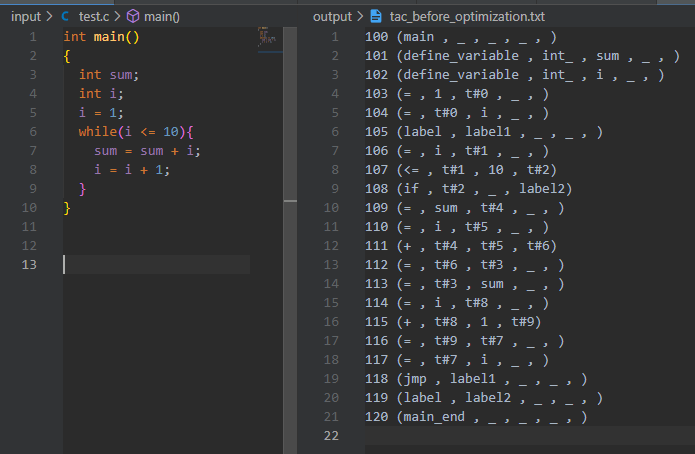 input > C test.c > main()
1 int main()
2 {
3 int sum;
4 int i;
5 i = 1;
6 while(i <= 10){
7 sum = sum + i;
8 i = i + 1;
9 }
10 }
11
12
13
output > tac_before_optimization.txt
1 100 (main , _ , _ , _ , _ , )
2 101 (define_variable , int_ , sum , _ , )
3 102 (define_variable , int_ , i , _ , )
4 103 (= , 1 , t#0 , _ , )
5 104 (= , t#0 , i , _ , )
6 105 (label , label1 , _ , _ , )
7 106 (= , i , t#1 , _ , )
8 107 (<= , t#1 , 10 , t#2)
9 108 (if , t#2 , _ , label2)
10 109 (= , sum , t#4 , _ , )
11 110 (= , i , t#5 , _ , )
12 111 (+ , t#4 , t#5 , t#6)
13 112 (= , t#6 , t#3 , _ , )
14 113 (= , t#3 , sum , _ , )
15 114 (= , i , t#8 , _ , )
16 115 (+ , t#8 , 1 , t#9)
17 116 (= , t#9 , t#7 , _ , )
18 117 (= , t#7 , i , _ , )
19 118 (jmp , label1 , _ , _ , )
20 119 (label , label2 , _ , _ , )
21 120 (main_end , _ , _ , _ , )
22